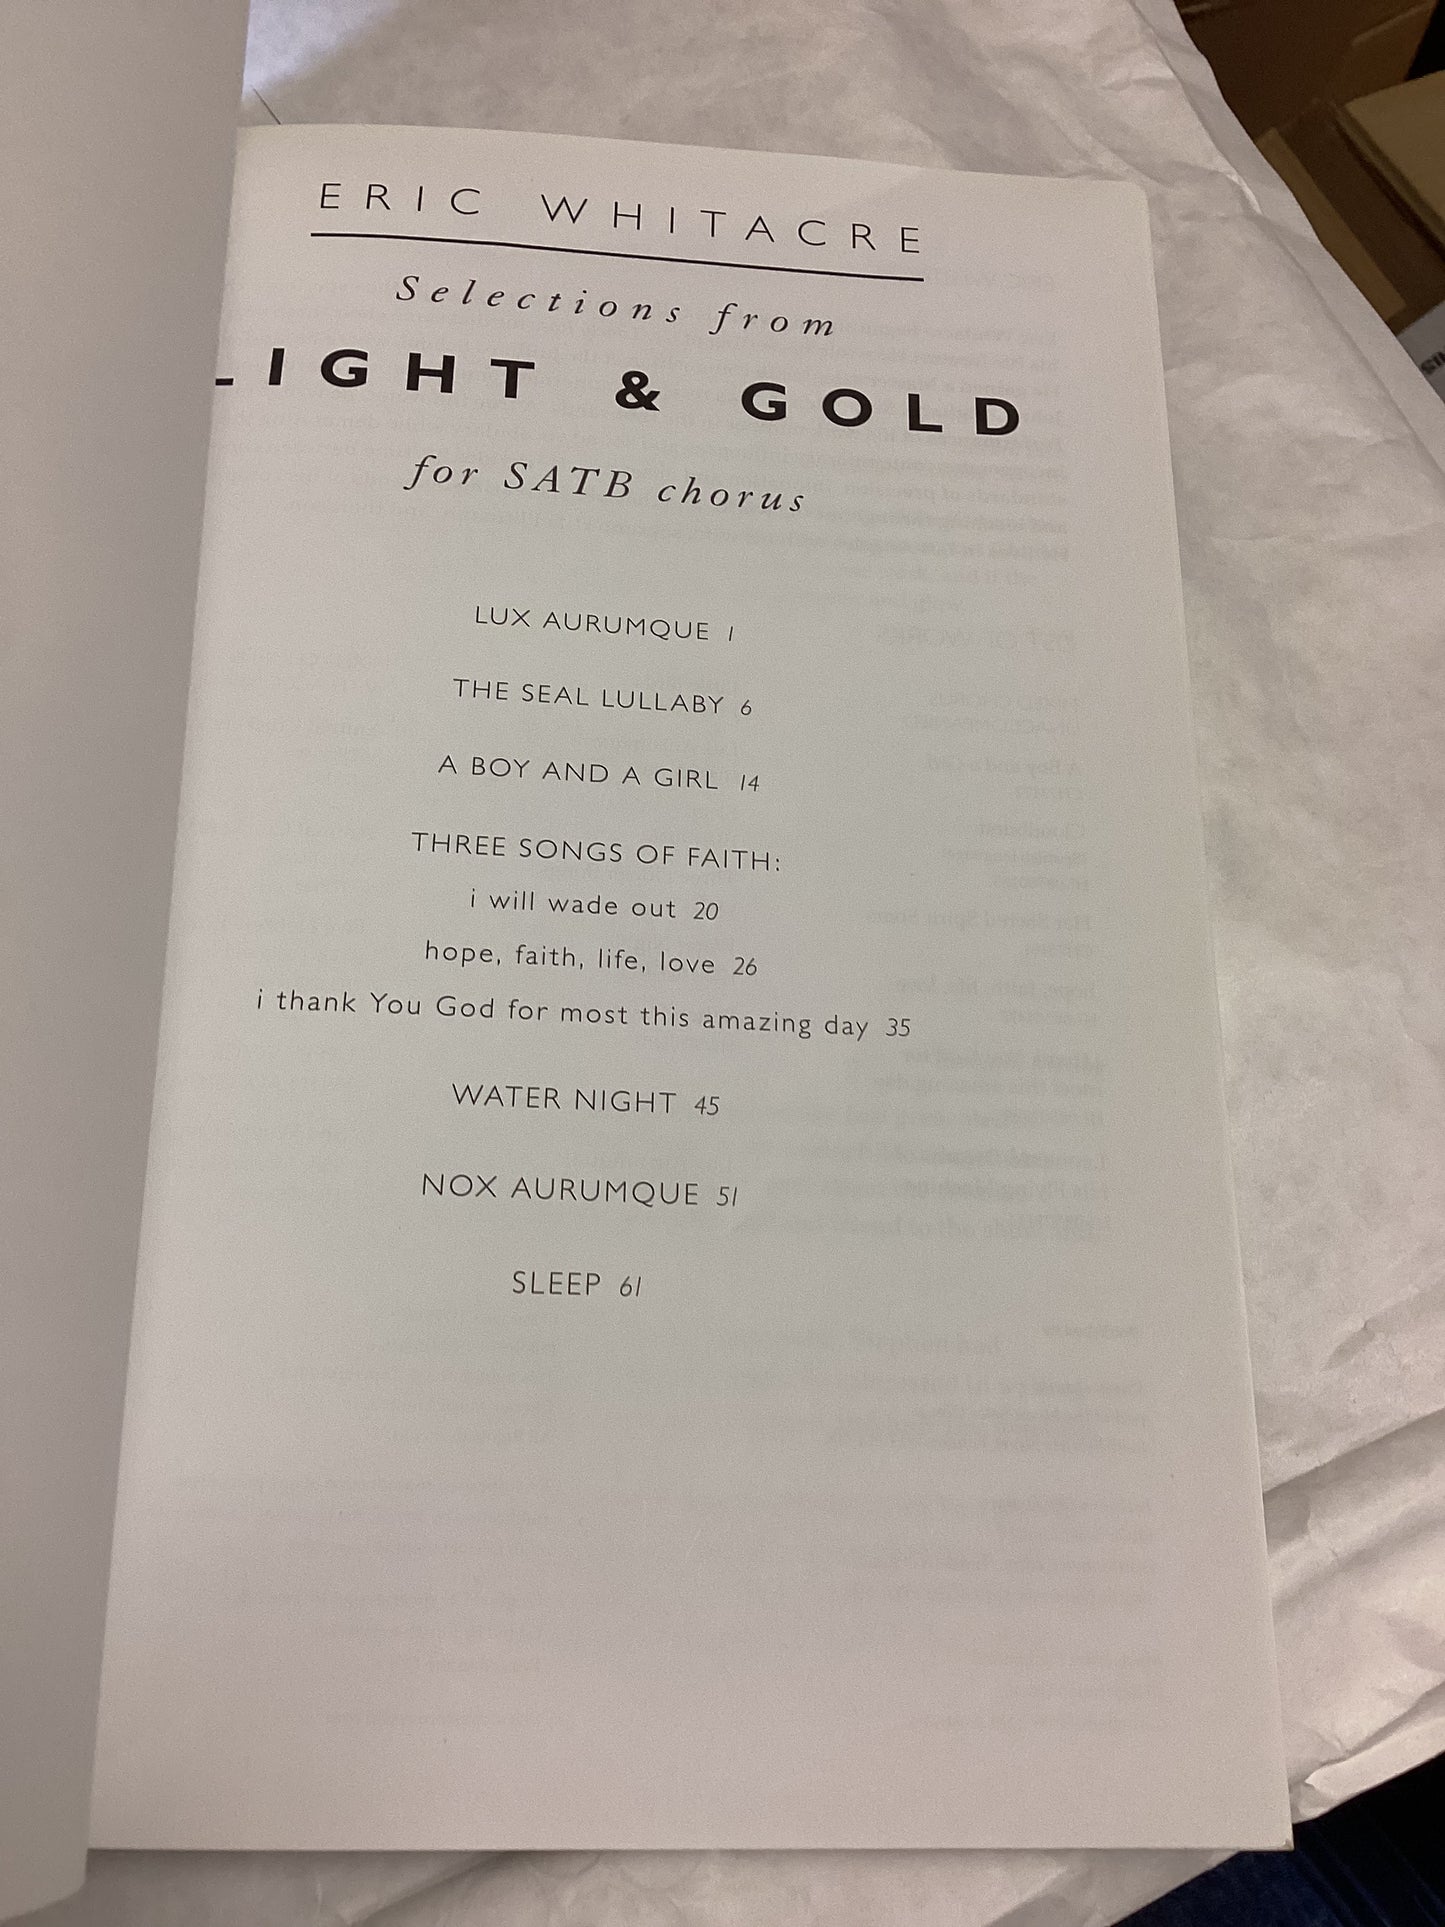 ERIC WHITACRE
Selections from
LIGHT & GOLD
for SATB chorus
LUX AURUMQUE 1
THE SEAL LULLABY 6
A BOY AND A GIRL 14
THREE SONGS OF FAITH:
i will wade out 20
hope, faith, life, love 26
i thank You God for most this amazing day 35
WATER NIGHT 45
NOX AURUMQUE 51
SLEEP 61